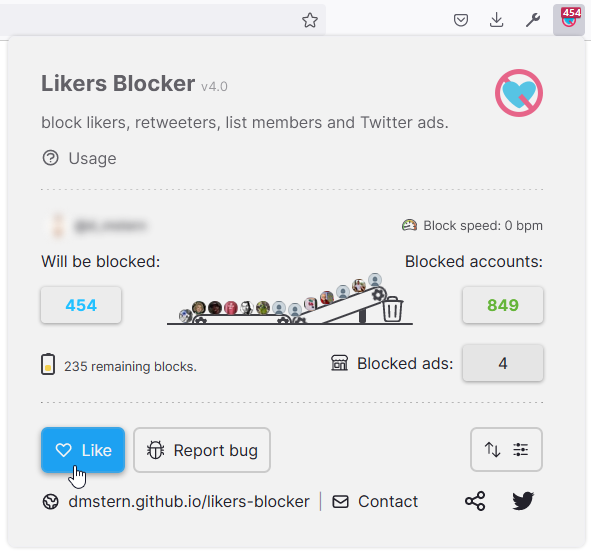 454
Likers Blocker v4.0
block likers, retweeters, list members and Twitter ads.
Usage
Block speed: 0 bpm
Will be blocked:
Blocked accounts:
454
849
235 remaining blocks.
Blocked ads: 4
Like
Report bug
dmstern.github.io/likers-blocker | Contact